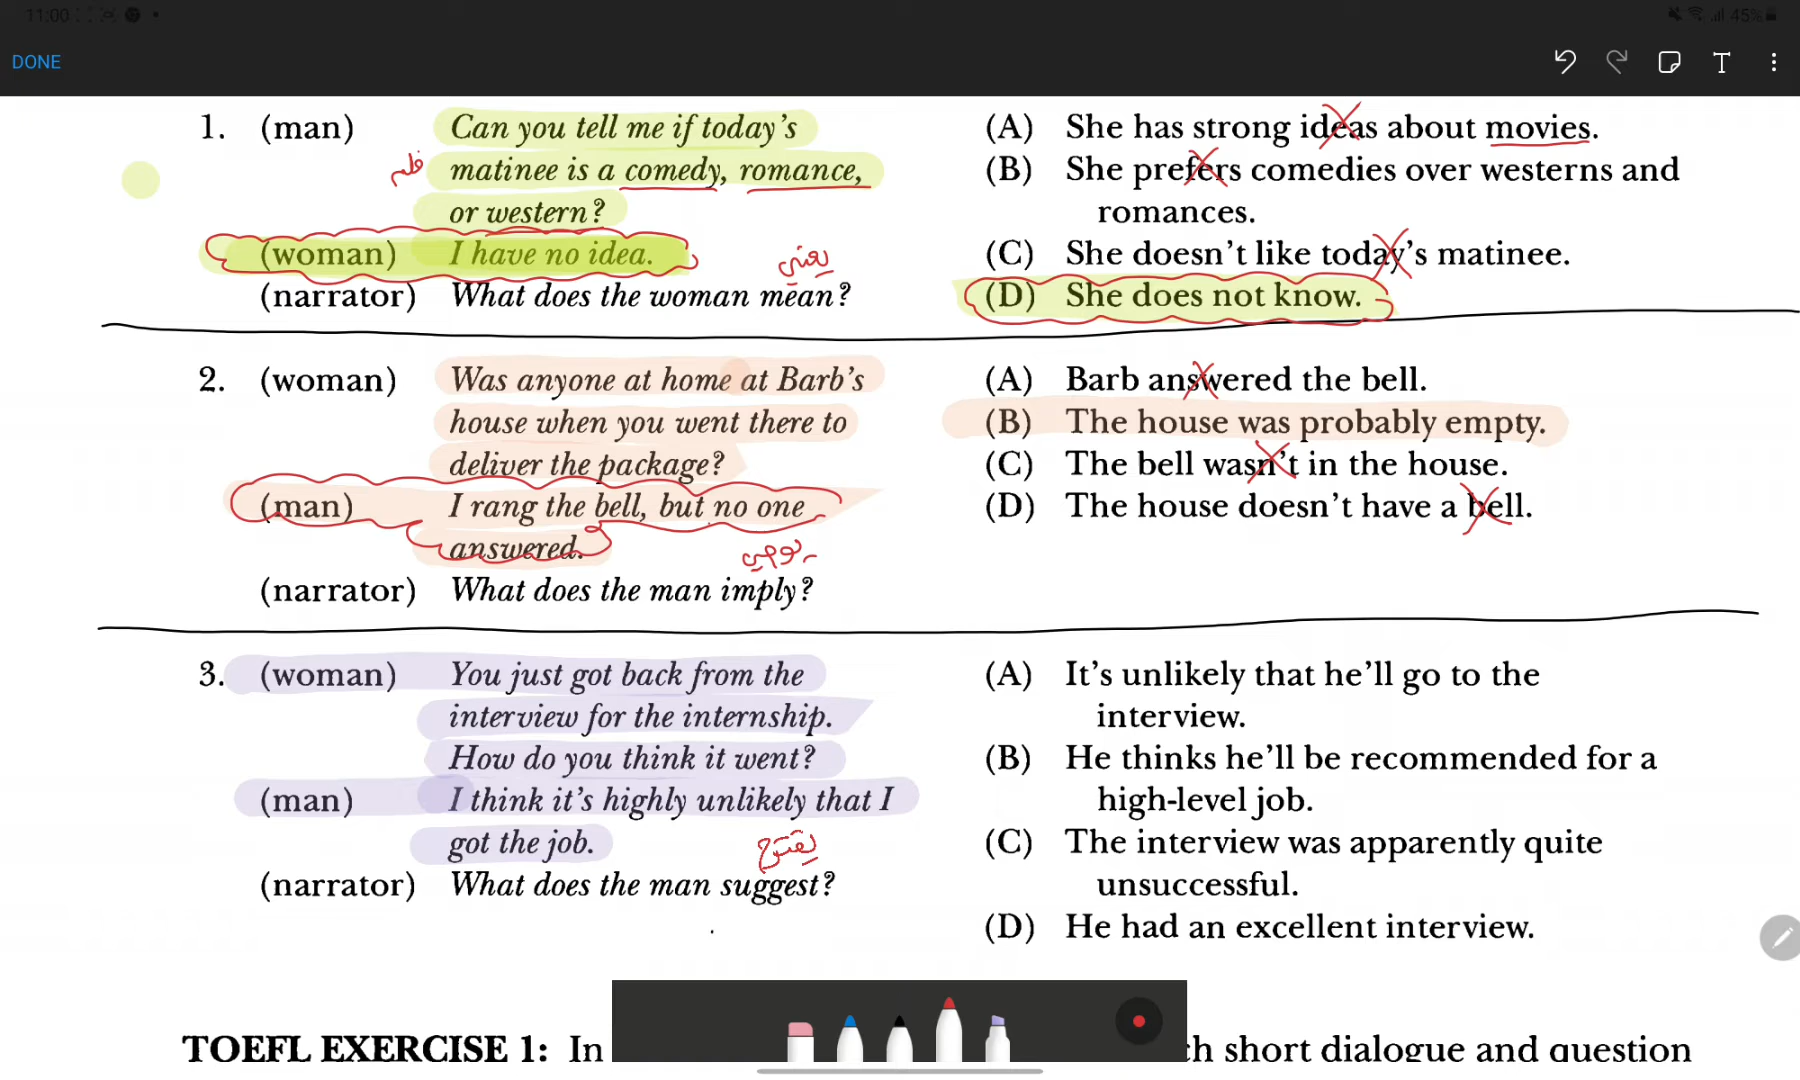 11:00
45%
DONE
T
1. (man) Can you tell me if today's
matinee is a comedy, romance,
or western?
فلم
(woman) I have no idea.
يعني
(narrator) What does the woman mean?
(A) She has strong ideas about movies.
(B) She prefers comedies over westerns and
romances.
(C) She doesn't like today's matinee.
(D) She does not know.
2. (woman) Was anyone at home at Barb's
house when you went there to
deliver the package?
(man) I rang the bell, but no one
answered.
(narrator) What does the man imply?
(A) Barb answered the bell.
(B) The house was probably empty.
(C) The bell wasn't in the house.
(D) The house doesn't have a bell.
3. (woman) You just got back from the
interview for the internship.
How do you think it went?
(man) I think it's highly unlikely that I
got the job.
يقترح
(narrator) What does the man suggest?
(A) It's unlikely that he'll go to the
interview.
(B) He thinks he'll be recommended for a
high-level job.
(C) The interview was apparently quite
unsuccessful.
(D) He had an excellent interview.
TOEFL EXERCISE 1: In
ch short dialogue and question